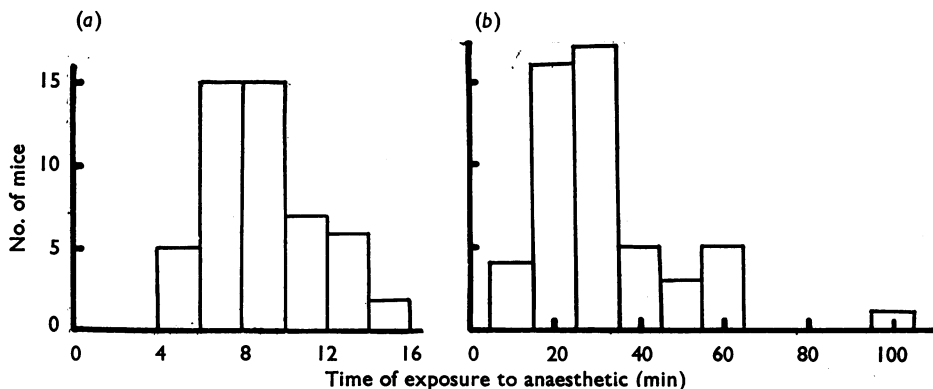 (a) (b)
15
10
5
0
No. of mice
0 4 8 12 16 0 20 40 60 80 100
Time of exposure to anaesthetic (min)